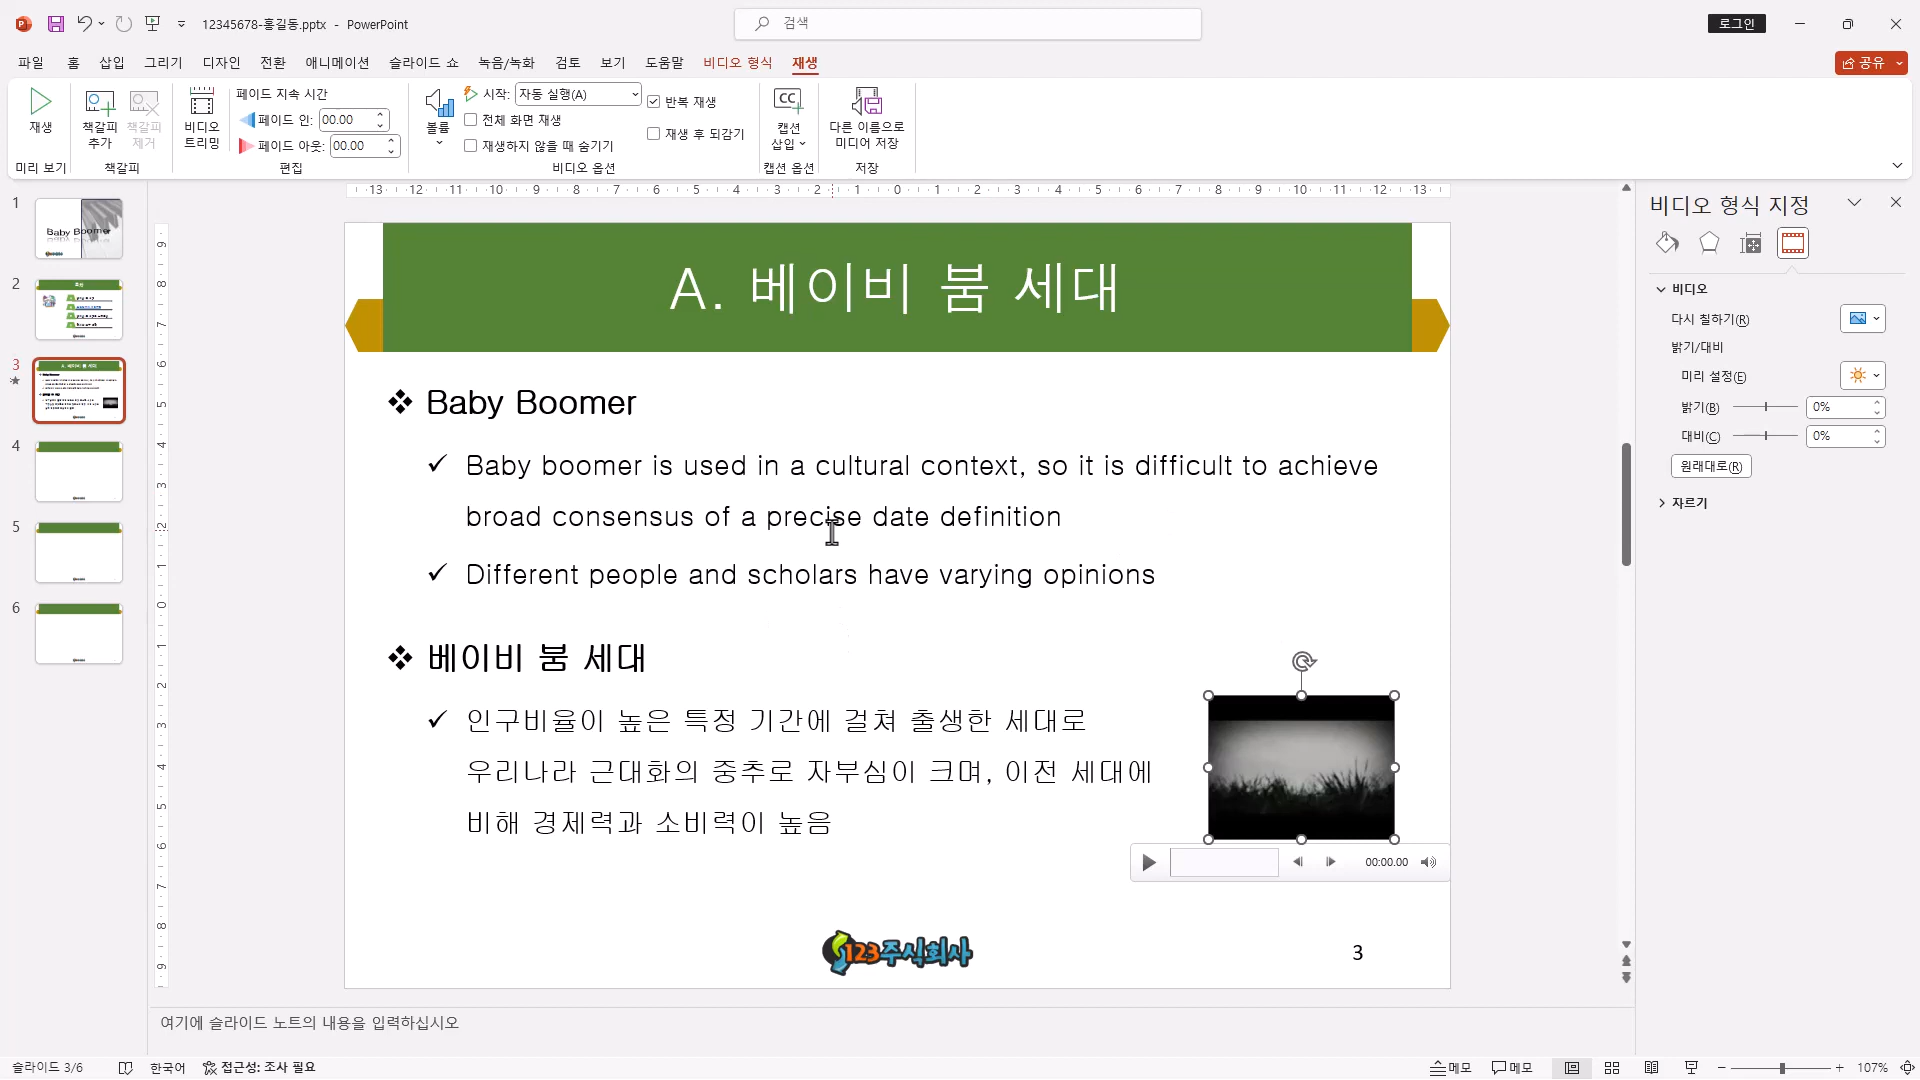 12345678-홍길동.pptx - PowerPoint
검색
로그인
파일 홈 삽입 그리기 디자인 전환 애니메이션 슬라이드 쇼 녹음/녹화 검토 보기 도움말 비디오 형식 재생
공유
재생
미리 보기
책갈피 추가
책갈피 제거
책갈피
비디오 트리밍
페이드 지속 시간
페이드 인: 00.00
페이드 아웃: 00.00
편집
볼륨
시작: 자동 실행(A)
전체 화면 재생
재생하지 않을 때 숨기기
반복 재생
재생 후 되감기
비디오 옵션
CC
캡션 삽입
캡션 옵션
다른 이름으로 미디어 저장
저장
1
Baby Boomer
2
3
A. 베이비 붐 세대
4
5
6
A. 베이비 붐 세대
Baby Boomer
Baby boomer is used in a cultural context, so it is difficult to achieve
broad consensus of a precise date definition
Different people and scholars have varying opinions
베이비 붐 세대
인구비율이 높은 특정 기간에 걸쳐 출생한 세대로
우리나라 근대화의 중추로 자부심이 크며, 이전 세대에
비해 경제력과 소비력이 높음
00:00.00
123주식회사
3
비디오 형식 지정
비디오
다시 칠하기(R)
밝기/대비
미리 설정(E)
밝기(B) 0%
대비(C) 0%
원래대로(R)
자르기
여기에 슬라이드 노트의 내용을 입력하십시오
슬라이드 3/6 한국어 접근성: 조사 필요 메모 메모 107%